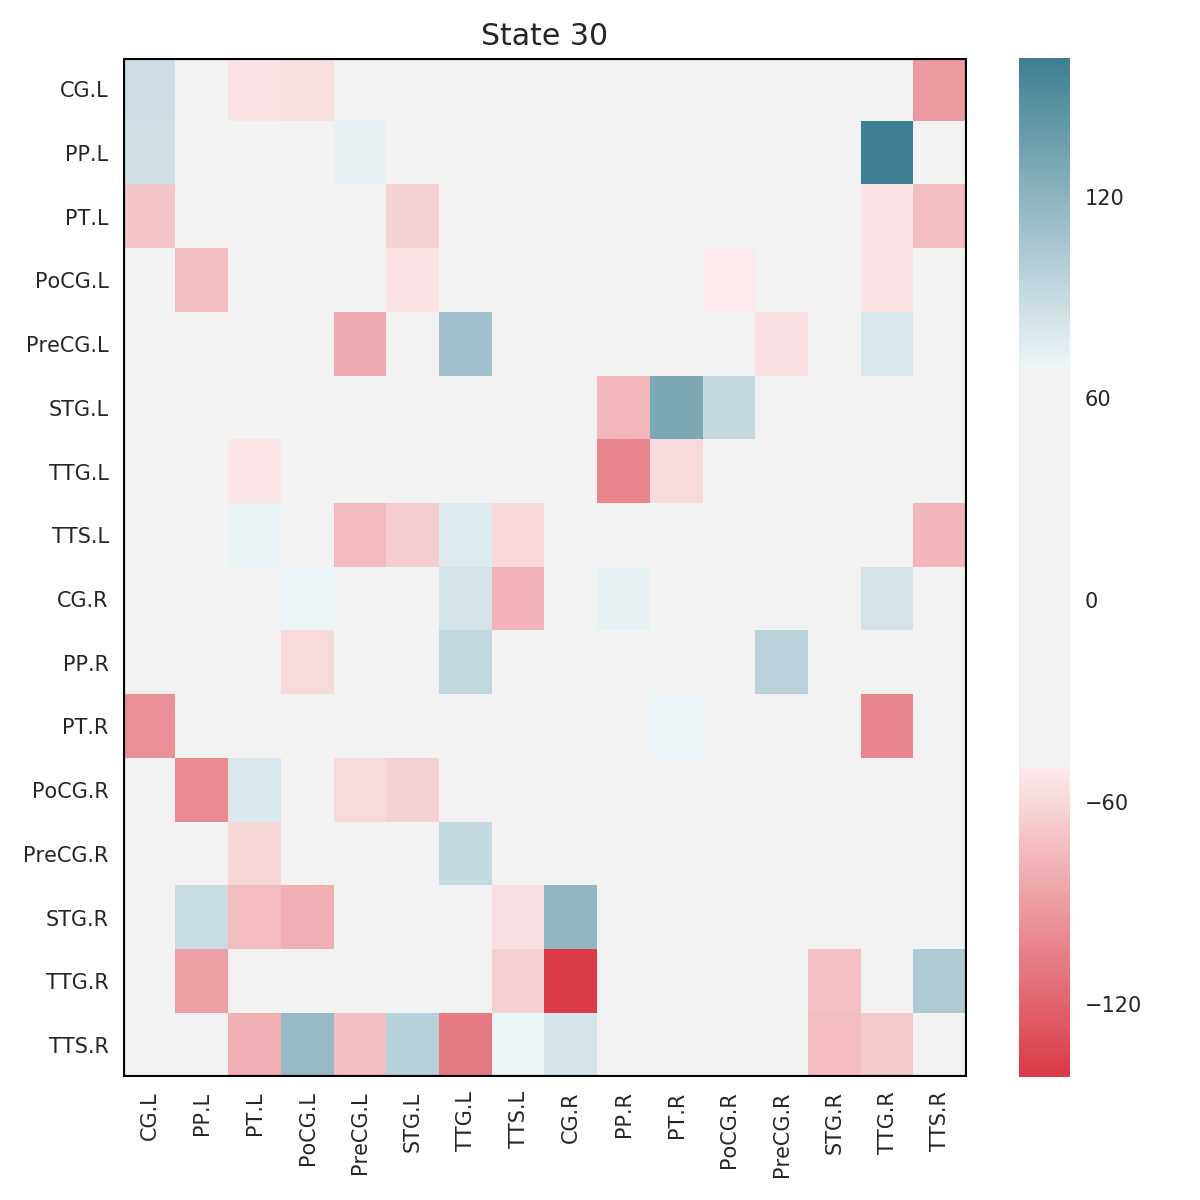 State 30
CG.L
PP.L
PT.L
PoCG.L
PreCG.L
STG.L
TTG.L
TTS.L
CG.R
PP.R
PT.R
PoCG.R
PreCG.R
STG.R
TTG.R
TTS.R
CG.L PP.L PT.L PoCG.L PreCG.L STG.L TTG.L TTS.L CG.R PP.R PT.R PoCG.R PreCG.R STG.R TTG.R TTS.R
120
60
0
−60
−120